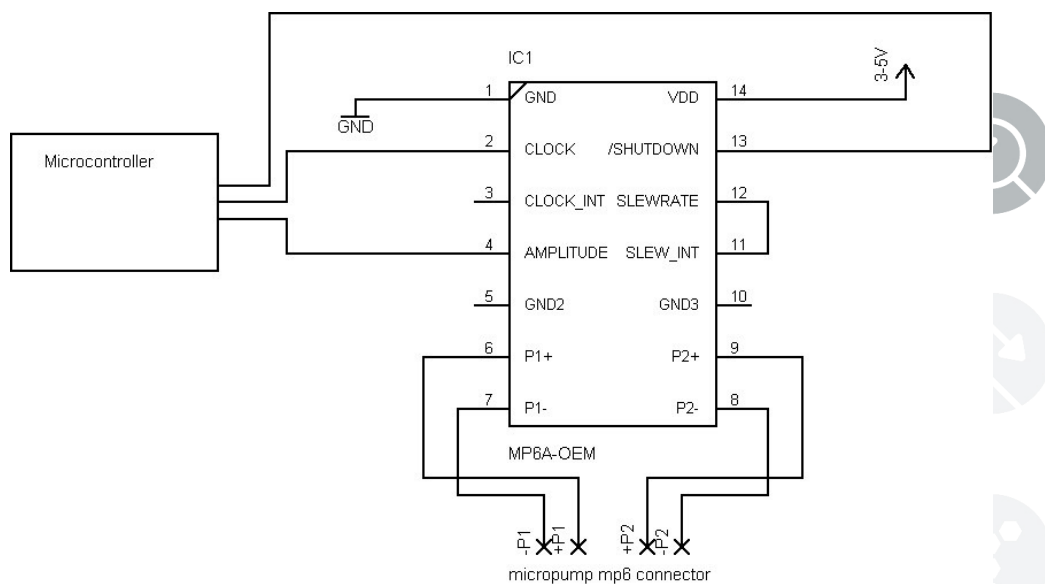 IC1
3-5V
1 GND VDD 14
GND
2 CLOCK /SHUTDOWN 13
Microcontroller
3 CLOCK_INT SLEWRATE 12
4 AMPLITUDE SLEW_INT 11
5 GND2 GND3 10
6 P1+ P2+ 9
7 P1- P2- 8
MP6A-OEM
-P1 +P1 +P2 -P2
micropump mp6 connector